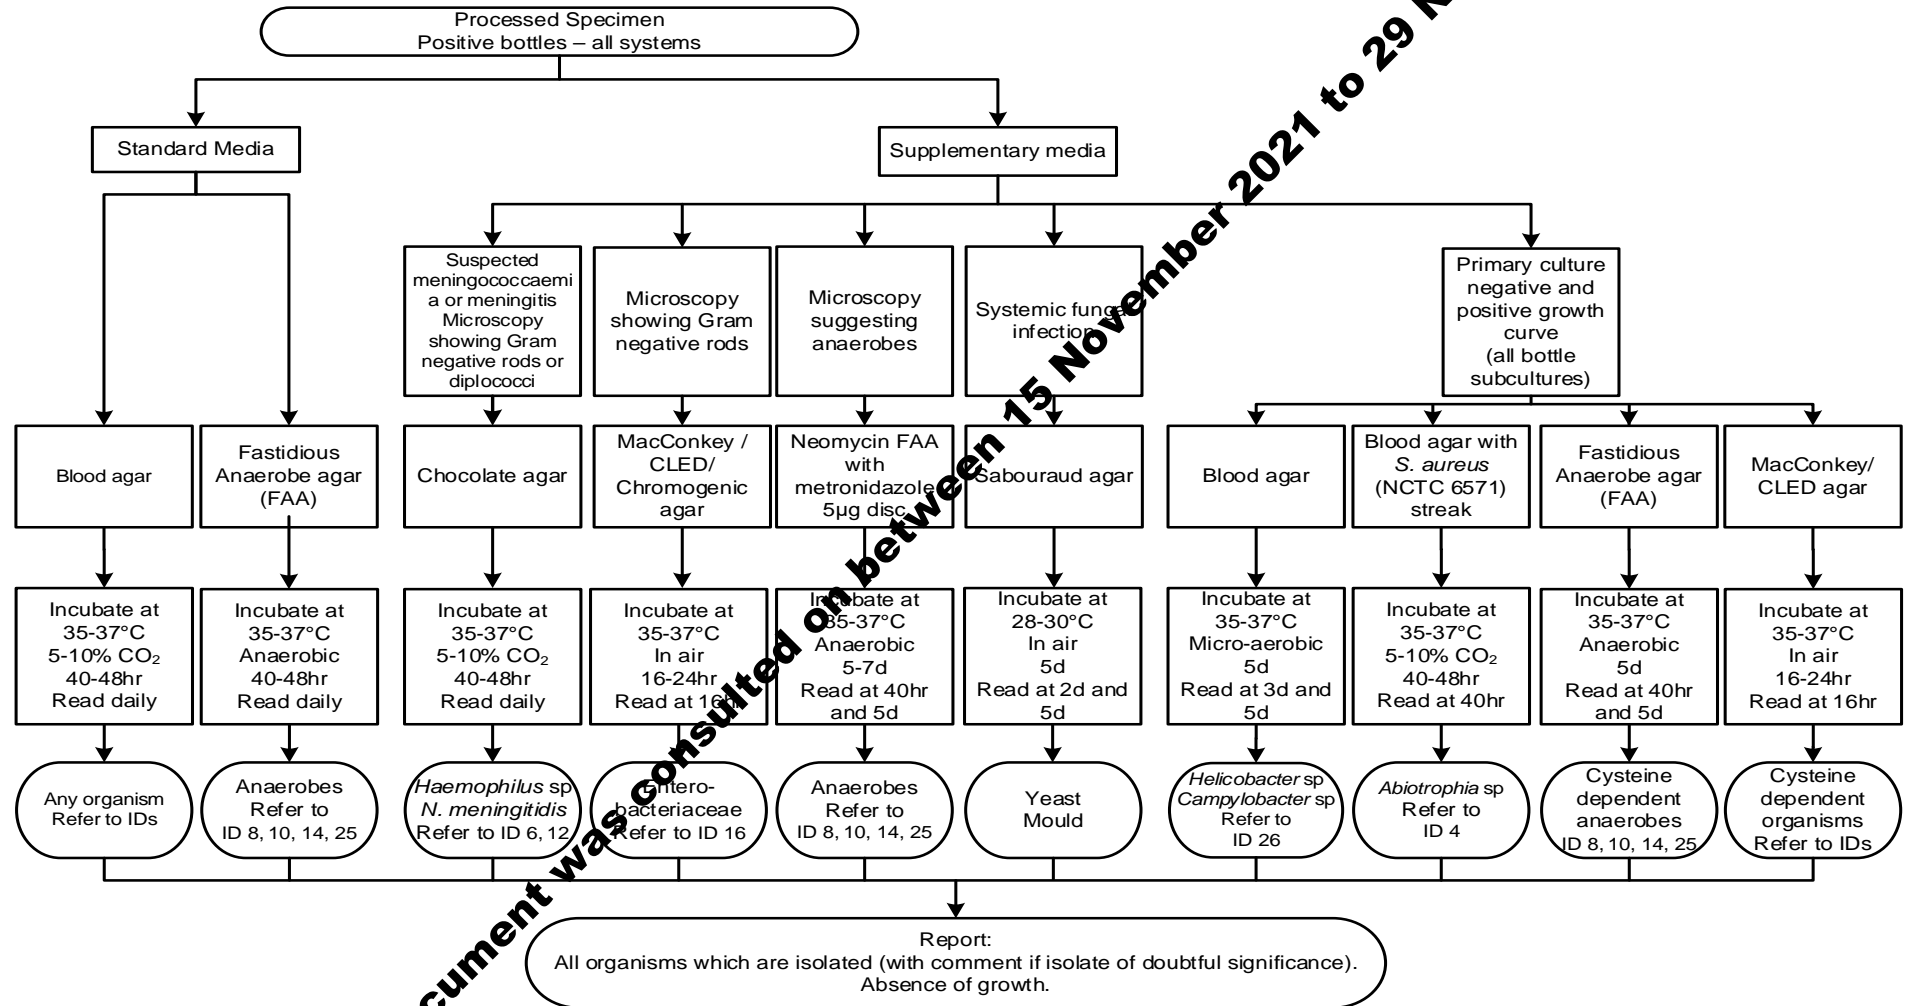 Processed Specimen
Positive bottles – all systems
Standard Media
Supplementary media
Suspected
meningococcaemi
a or meningitis
Microscopy
showing Gram
negative rods or
diplococci
Microscopy
showing Gram
negative rods
Microscopy
suggesting
anaerobes
Systemic fungal
infection
Primary culture
negative and
positive growth
curve
(all bottle
subcultures)
Blood agar
Fastidious
Anaerobe agar
(FAA)
Chocolate agar
MacConkey /
CLED/
Chromogenic
agar
Neomycin FAA
with
metronidazole
5µg disc
Sabouraud agar
Blood agar
Blood agar with
S. aureus
(NCTC 6571)
streak
Fastidious
Anaerobe agar
(FAA)
MacConkey/
CLED agar
Incubate at
35-37°C
5-10% CO₂
40-48hr
Read daily
Incubate at
35-37°C
Anaerobic
40-48hr
Read daily
Incubate at
35-37°C
5-10% CO₂
40-48hr
Read daily
Incubate at
35-37°C
In air
16-24hr
Read at 16hr
Incubate at
35-37°C
Anaerobic
5-7d
Read at 40hr
and 5d
Incubate at
28-30°C
In air
5d
Read at 2d and
5d
Incubate at
35-37°C
Micro-aerobic
5d
Read at 3d and
5d
Incubate at
35-37°C
5-10% CO₂
40-48hr
Read at 40hr
Incubate at
35-37°C
Anaerobic
5d
Read at 40hr
and 5d
Incubate at
35-37°C
In air
16-24hr
Read at 16hr
Any organism
Refer to IDs
Anaerobes
Refer to
ID 8, 10, 14, 25
Haemophilus sp
N. meningitidis
Refer to ID 6, 12
Entero-
bacteriaceae
Refer to ID 16
Anaerobes
Refer to
ID 8, 10, 14, 25
Yeast
Mould
Helicobacter sp
Campylobacter sp
Refer to
ID 26
Abiotrophia sp
Refer to
ID 4
Cysteine
dependent
anaerobes
ID 8, 10, 14, 25
Cysteine
dependent
organisms
Refer to IDs
Report:
All organisms which are isolated (with comment if isolate of doubtful significance).
Absence of growth.
cument was consulted on between 15 November 2021 to 29 N